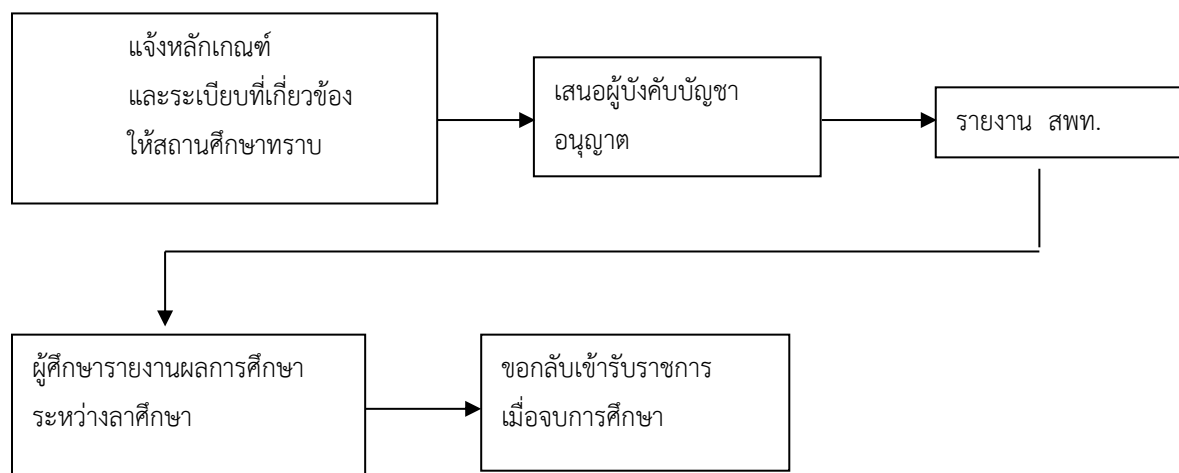 แจ้งหลักเกณฑ์
และระเบียบที่เกี่ยวข้อง
ให้สถานศึกษาทราบ
เสนอผู้บังคับบัญชา
อนุญาต
รายงาน สพท.
ผู้ศึกษารายงานผลการศึกษา
ระหว่างลาศึกษา
ขอกลับเข้ารับราชการ
เมื่อจบการศึกษา